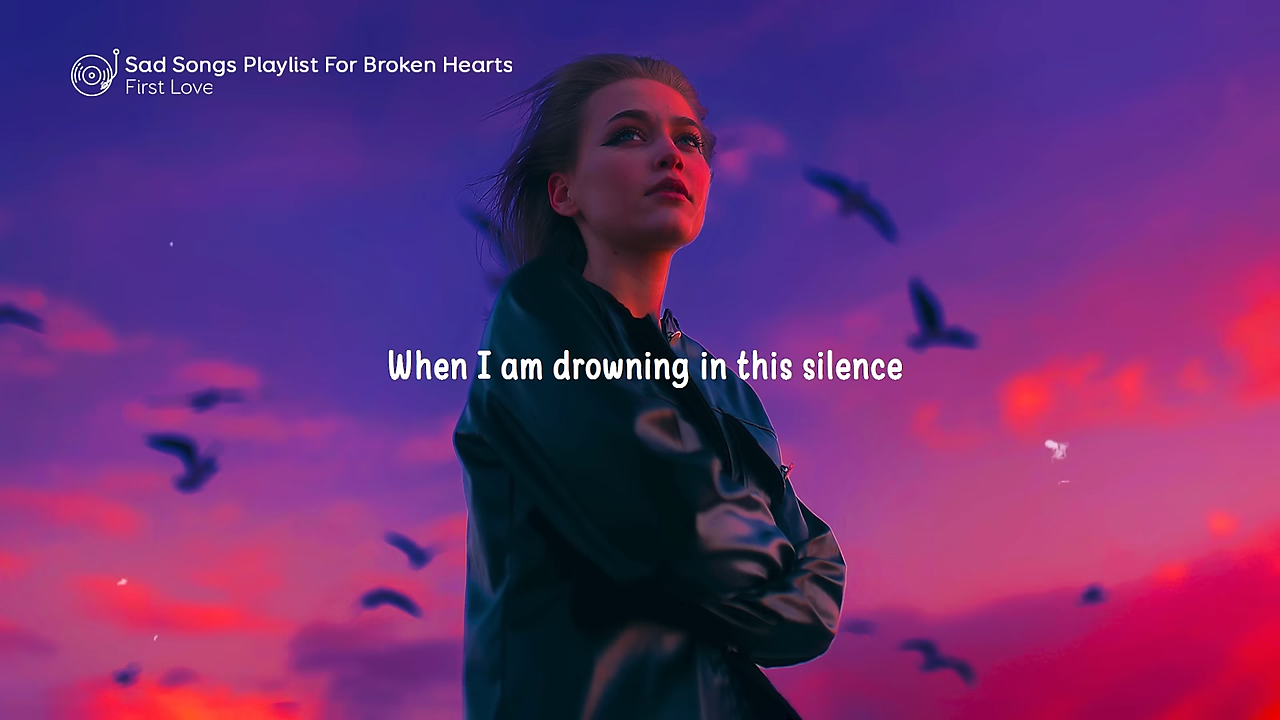 Sad Songs Playlist For Broken Hearts
First Love
When I am drowning in this silence